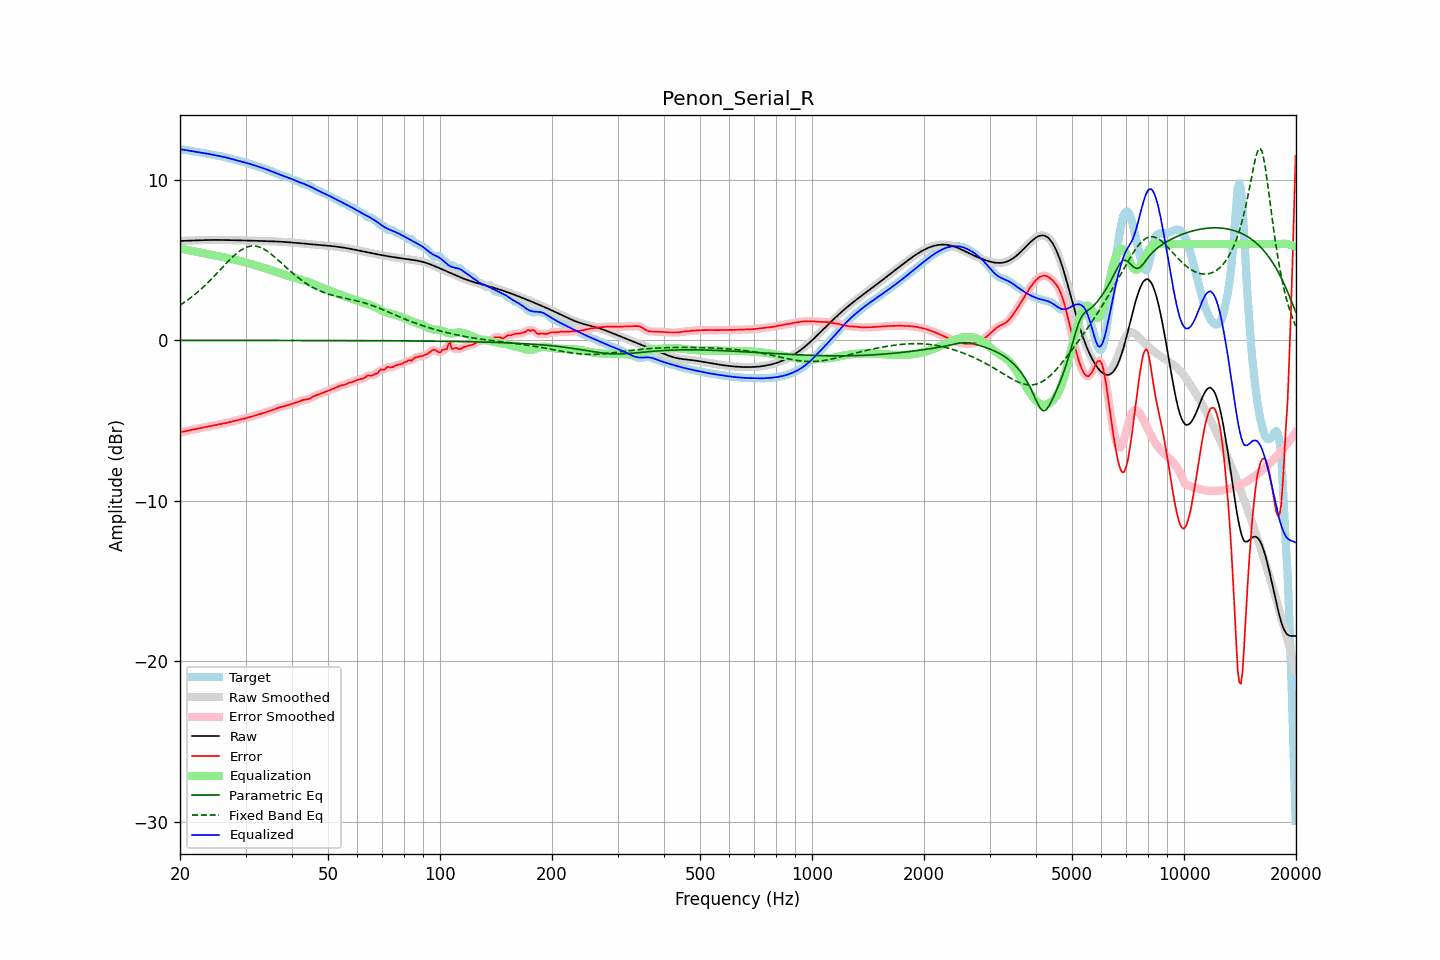 Penon_Serial_R
Amplitude (dBr)
10
0
−10
−20
−30
Target
Raw Smoothed
Error Smoothed
Raw
Error
Equalization
Parametric Eq
Fixed Band Eq
Equalized
20 50 100 200 500 1000 2000 5000 10000 20000
Frequency (Hz)